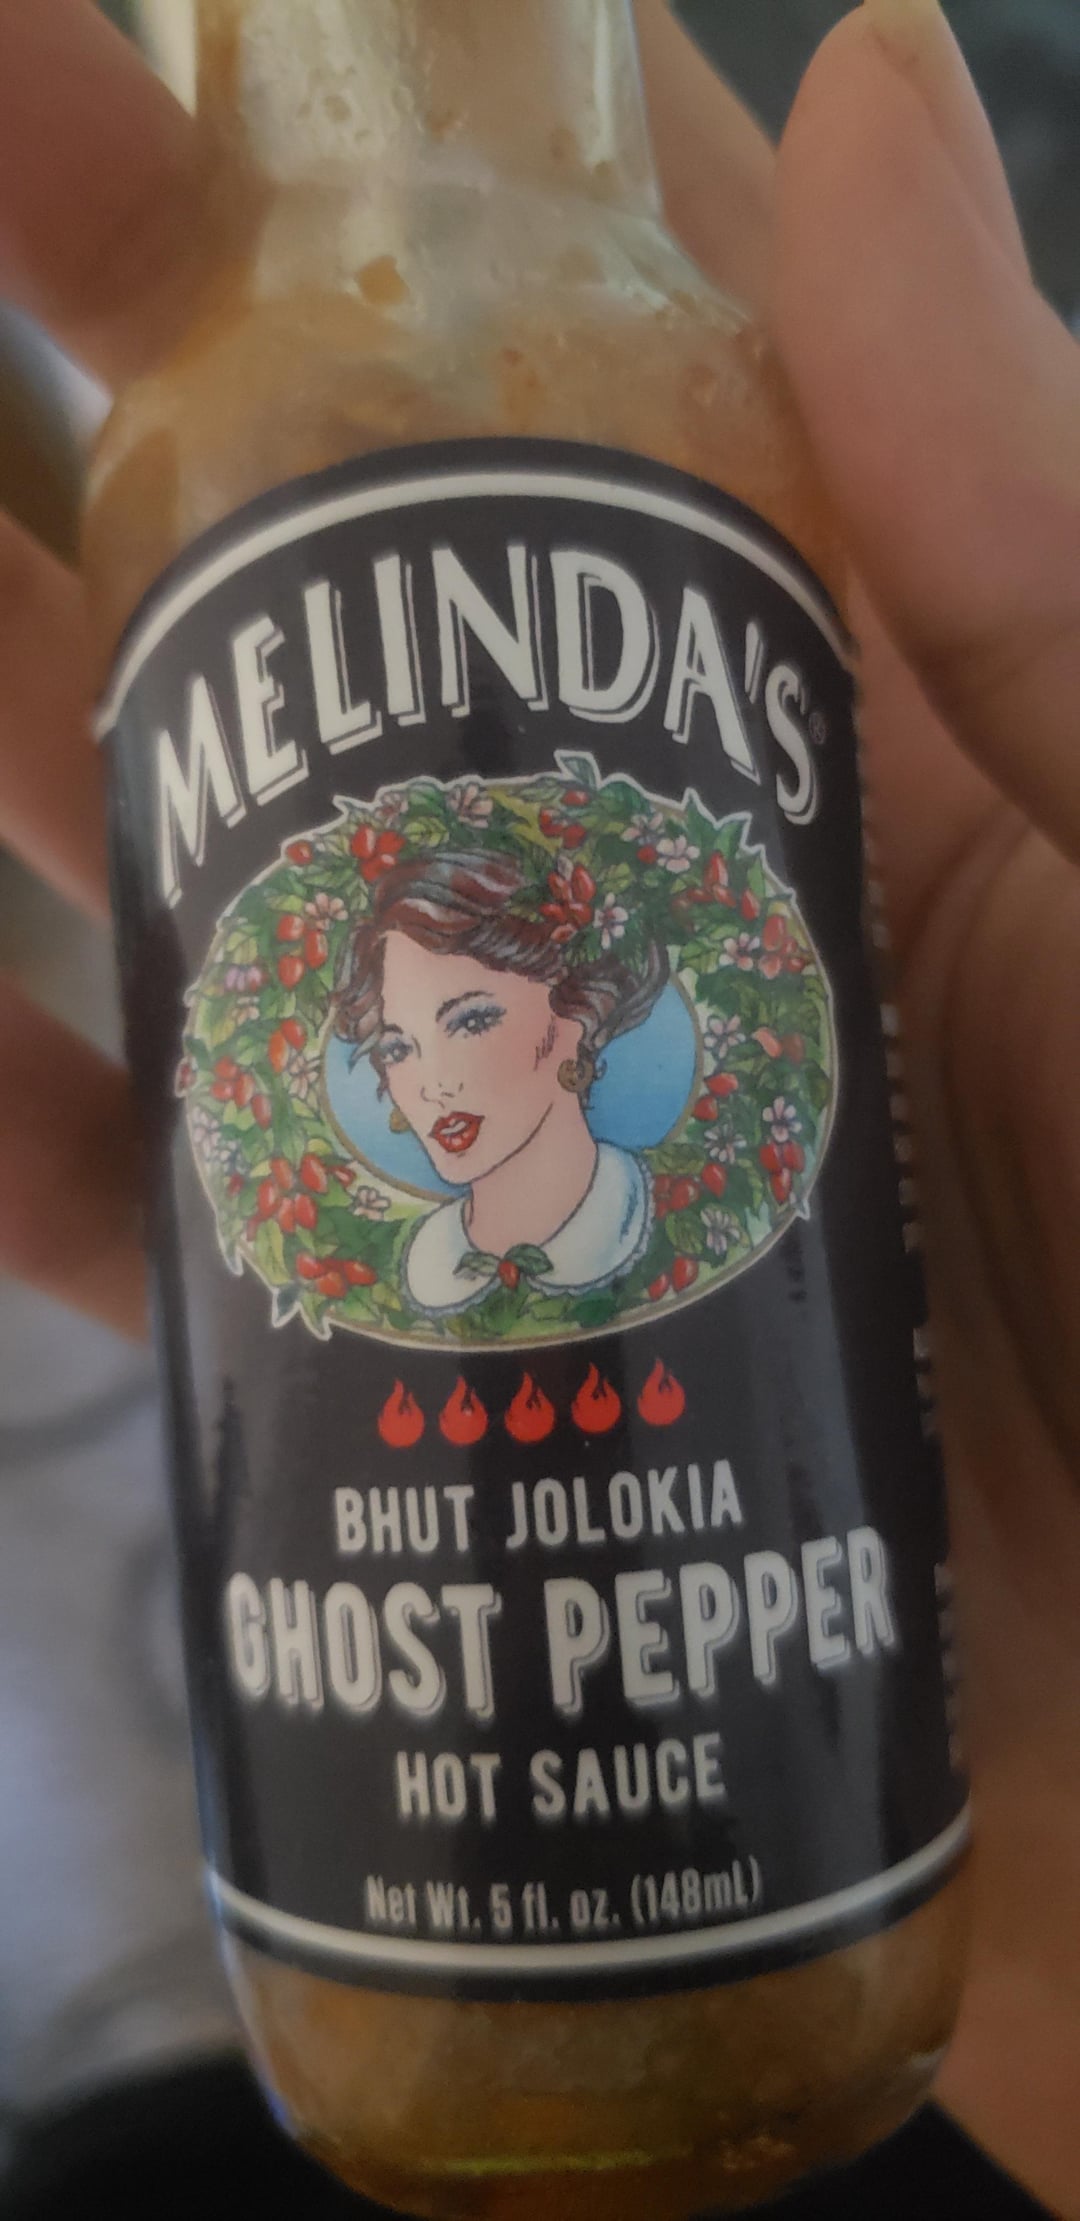 MELINDA'S®
BHUT JOLOKIA
GHOST PEPPER
HOT SAUCE
Net Wt. 5 fl. oz. (148mL)